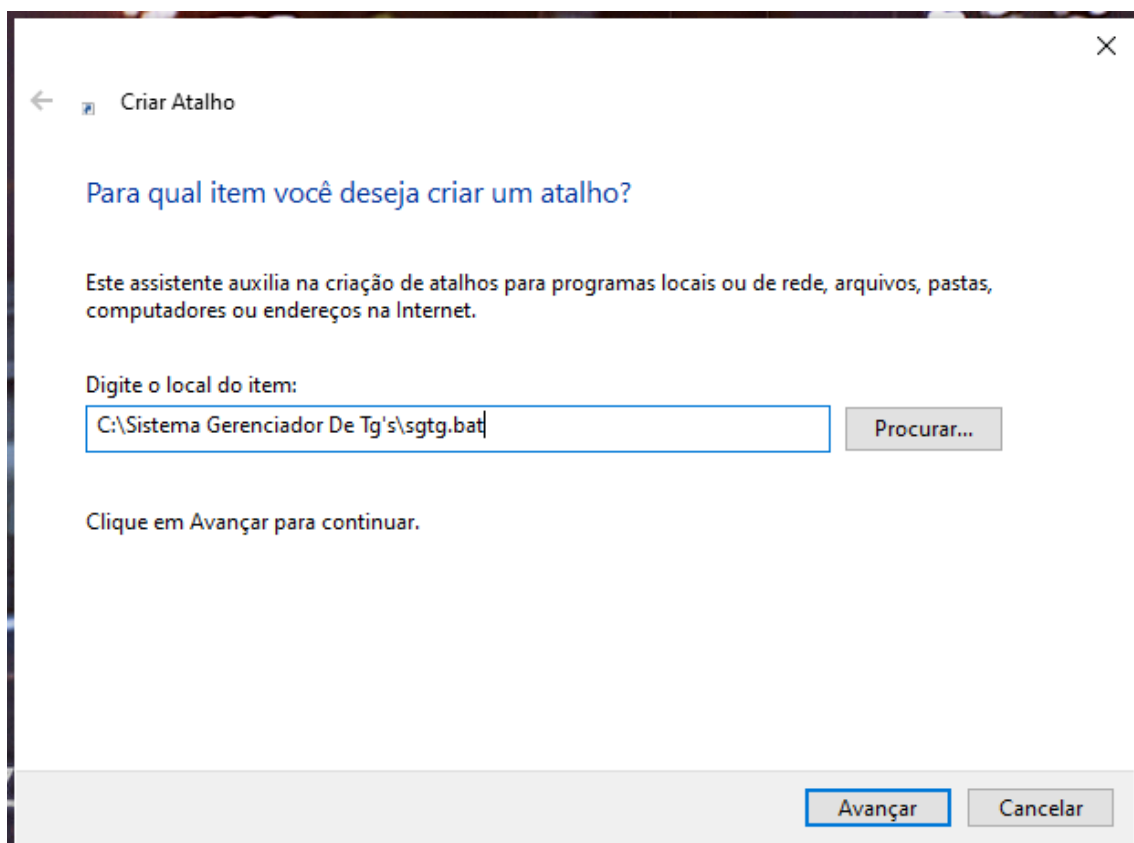 Criar Atalho
Para qual item você deseja criar um atalho?
Este assistente auxilia na criação de atalhos para programas locais ou de rede, arquivos, pastas,
computadores ou endereços na Internet.
Digite o local do item:
C:\Sistema Gerenciador De Tg's\sgtg.bat
Procurar...
Clique em Avançar para continuar.
Avançar
Cancelar